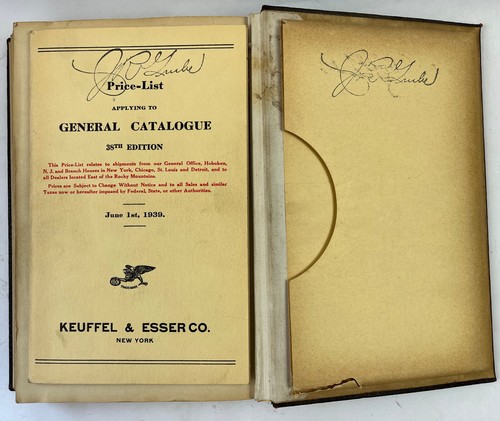 Price-List
APPLYING TO
GENERAL CATALOGUE
38TH EDITION
This Price-List relates to shipments from our General Office, Hoboken,
N. J. and Branch Houses in New York, Chicago, St. Louis and Detroit, and to
all Dealers located East of the Rocky Mountains.
Prices are Subject to Change Without Notice and to all Sales and similar
Taxes now or hereafter imposed by Federal, State, or other Authorities.
June 1st, 1939.
KEUFFEL & ESSER CO.
NEW YORK